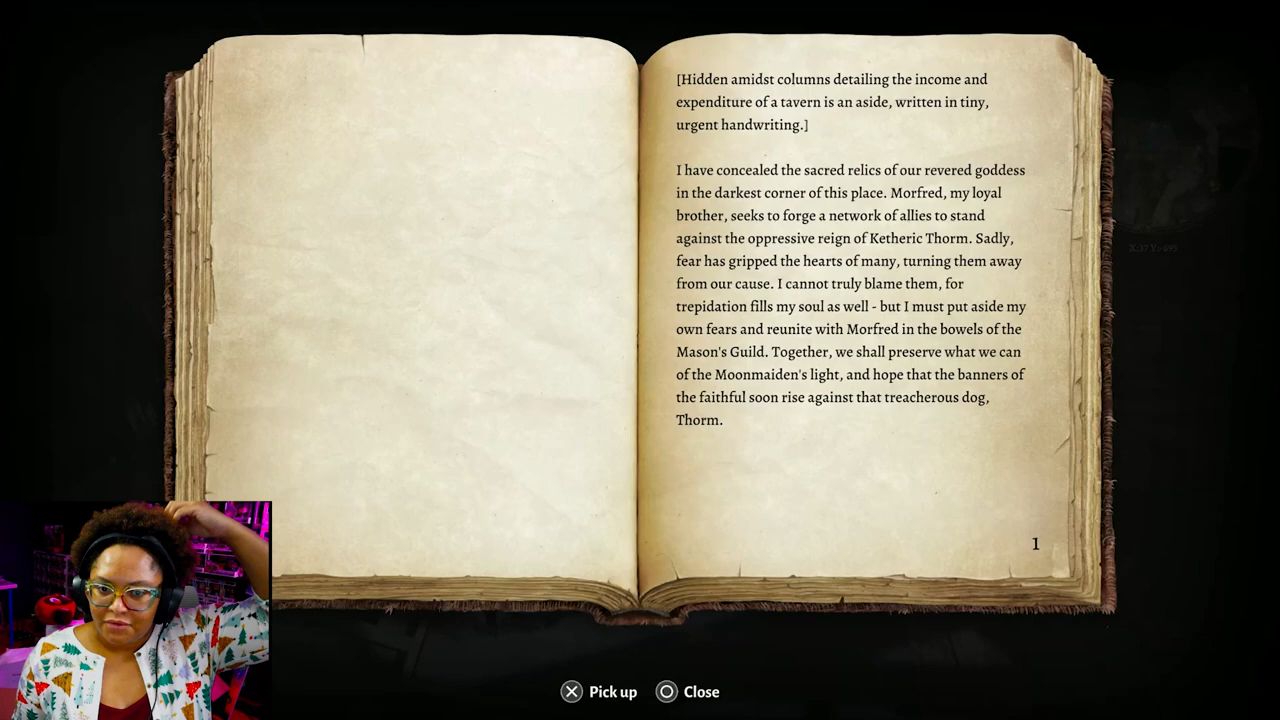 [Hidden amidst columns detailing the income and
expenditure of a tavern is an aside, written in tiny,
urgent handwriting.]
I have concealed the sacred relics of our revered goddess
in the darkest corner of this place. Morfred, my loyal
brother, seeks to forge a network of allies to stand
against the oppressive reign of Ketheric Thorm. Sadly,
fear has gripped the hearts of many, turning them away
from our cause. I cannot truly blame them, for
trepidation fills my soul as well - but I must put aside my
own fears and reunite with Morfred in the bowels of the
Mason's Guild. Together, we shall preserve what we can
of the Moonmaiden's light, and hope that the banners of
the faithful soon rise against that treacherous dog,
Thorm.
1
Pick up Close